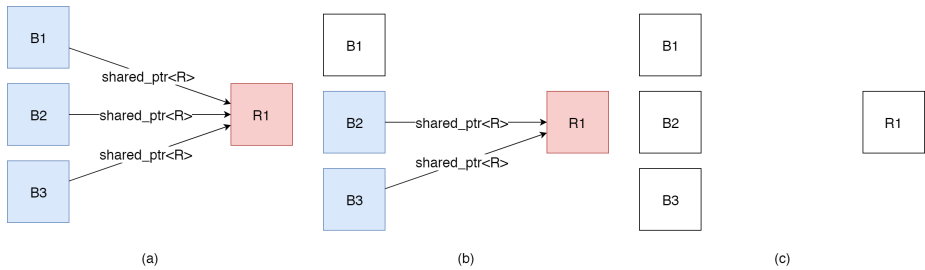 B1
shared_ptr<R>
B2
shared_ptr<R>
R1
shared_ptr<R>
B3
(a)
B1
B2
shared_ptr<R>
R1
shared_ptr<R>
B3
(b)
B1
B2
R1
B3
(c)